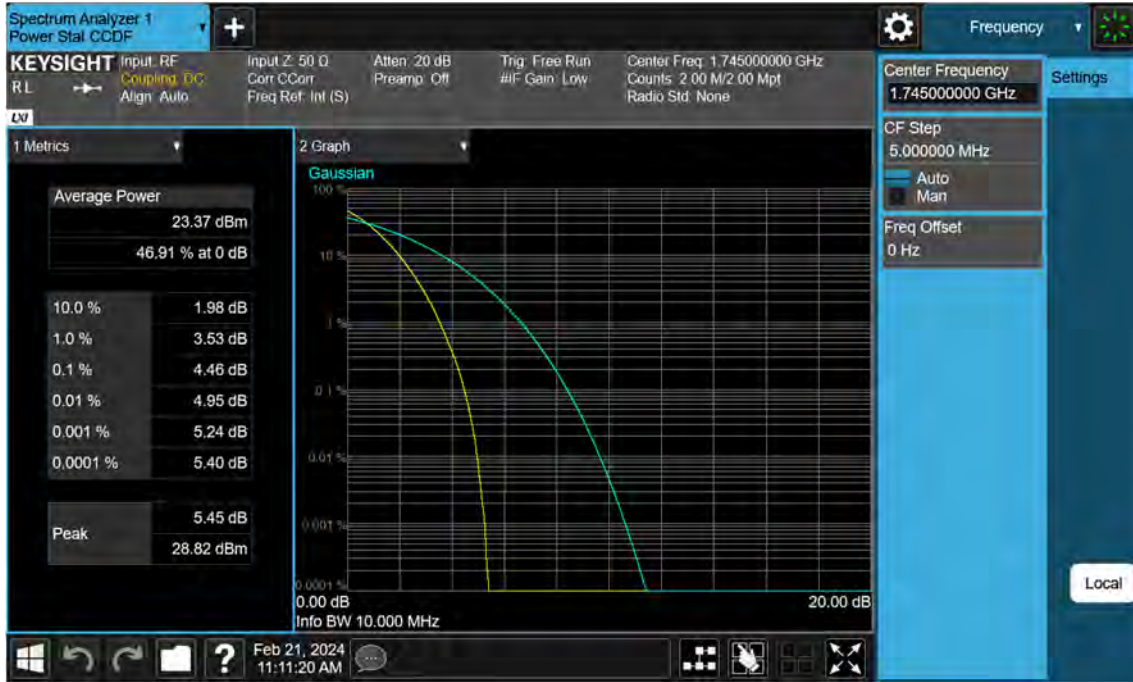 Spectrum Analyzer 1
Power Stat CCDF
Frequency
KEYSIGHT
RL
LXI
Input: RF
Coupling: DC
Align: Auto
Input Z: 50 Ω
Corr CCorr
Freq Ref: Int (S)
Atten: 20 dB
Preamp: Off
Trig: Free Run
#IF Gain: Low
Center Freq: 1.745000000 GHz
Counts: 2.00 M/2.00 Mpt
Radio Std: None
Center Frequency
1.745000000 GHz
Settings
CF Step
5.000000 MHz
Auto
Man
Freq Offset
0 Hz
1 Metrics
Average Power
23.37 dBm
46.91 % at 0 dB
10.0 % 1.98 dB
1.0 % 3.53 dB
0.1 % 4.46 dB
0.01 % 4.95 dB
0.001 % 5.24 dB
0.0001 % 5.40 dB
Peak
5.45 dB
28.82 dBm
2 Graph
Gaussian
100 %
10 %
1 %
0.1 %
0.01 %
0.001 %
0.0001 %
0.00 dB
20.00 dB
Info BW 10.000 MHz
Local
?
Feb 21, 2024
11:11:20 AM